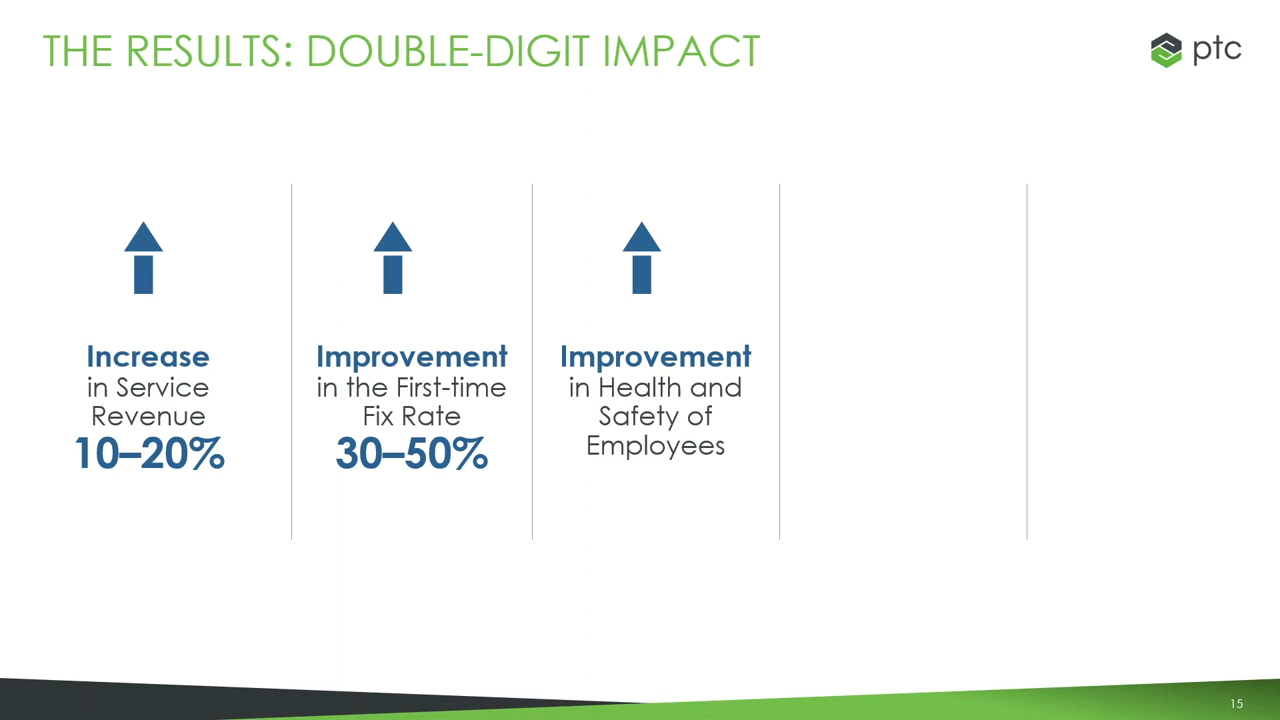 THE RESULTS: DOUBLE-DIGIT IMPACT
ptc
Increase
in Service
Revenue
10–20%
Improvement
in the First-time
Fix Rate
30–50%
Improvement
in Health and
Safety of
Employees
15